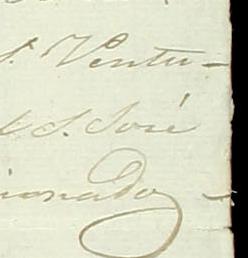 S. Ventu-
S. José
ionado-